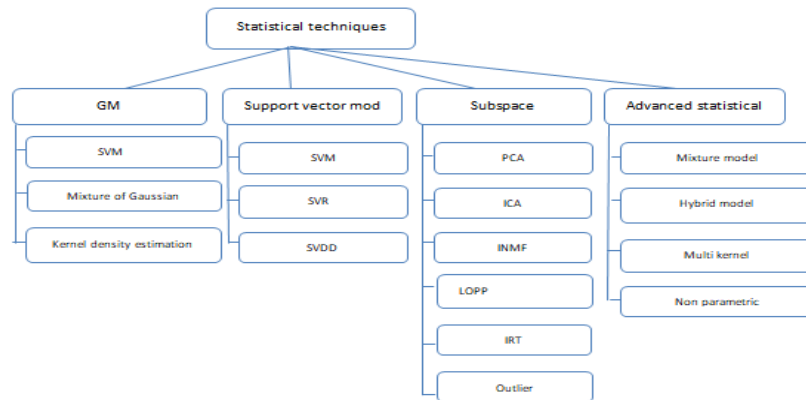 Statistical techniques
GM
SVM
Mixture of Gaussian
Kernel density estimation
Support vector mod
SVM
SVR
SVDD
Subspace
PCA
ICA
INMF
LOPP
IRT
Outlier
Advanced statistical
Mixture model
Hybrid model
Multi kernel
Non parametric